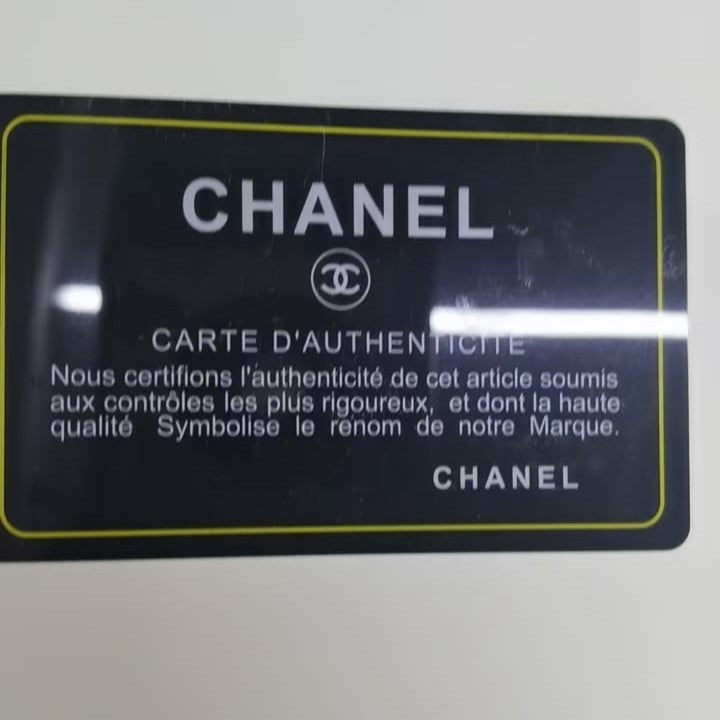 CHANEL
CARTE D'AUTHENTICITE
Nous certifions l'authenticité de cet article soumis
aux contrôles les plus rigoureux, et dont la haute
qualité Symbolise le renom de notre Marque.
CHANEL